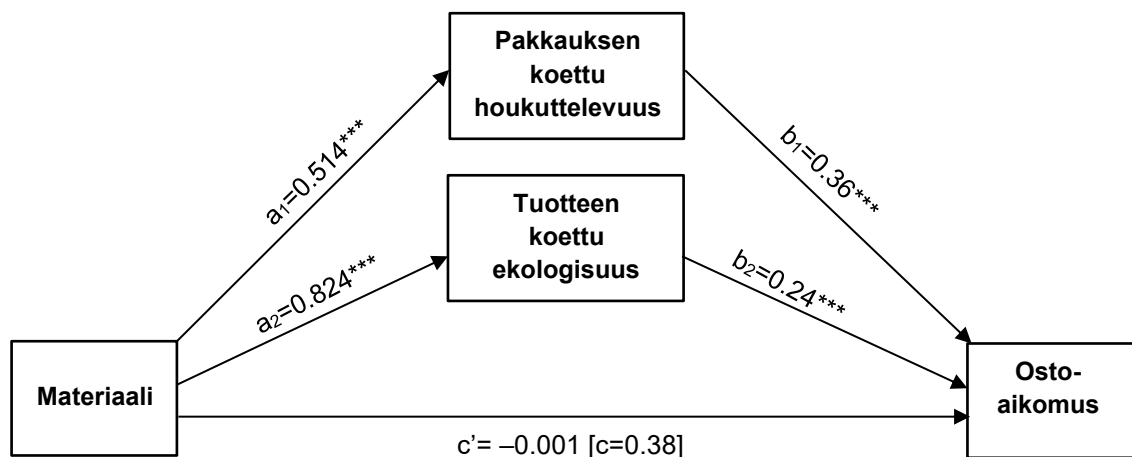 Pakkauksen
koettu
houkuttelevuus
a₁=0.514***
b₁=0.36***
Tuotteen
koettu
ekologisuus
a₂=0.824***
b₂=0.24***
Materiaali
Osto-
aikomus
c’= –0.001 [c=0.38]